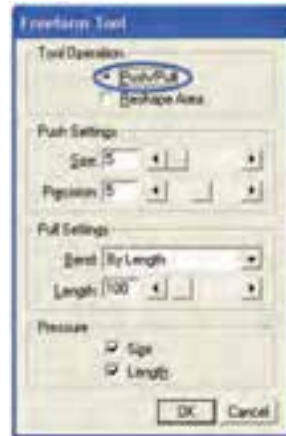 Freeform Tool
Tool Operation
Push/Pull
Reshape Area
Push Settings
Size: 5
Precision: 5
Pull Settings
Bend: By Length
Length: 100
Pressure
Size
Length
OK Cancel